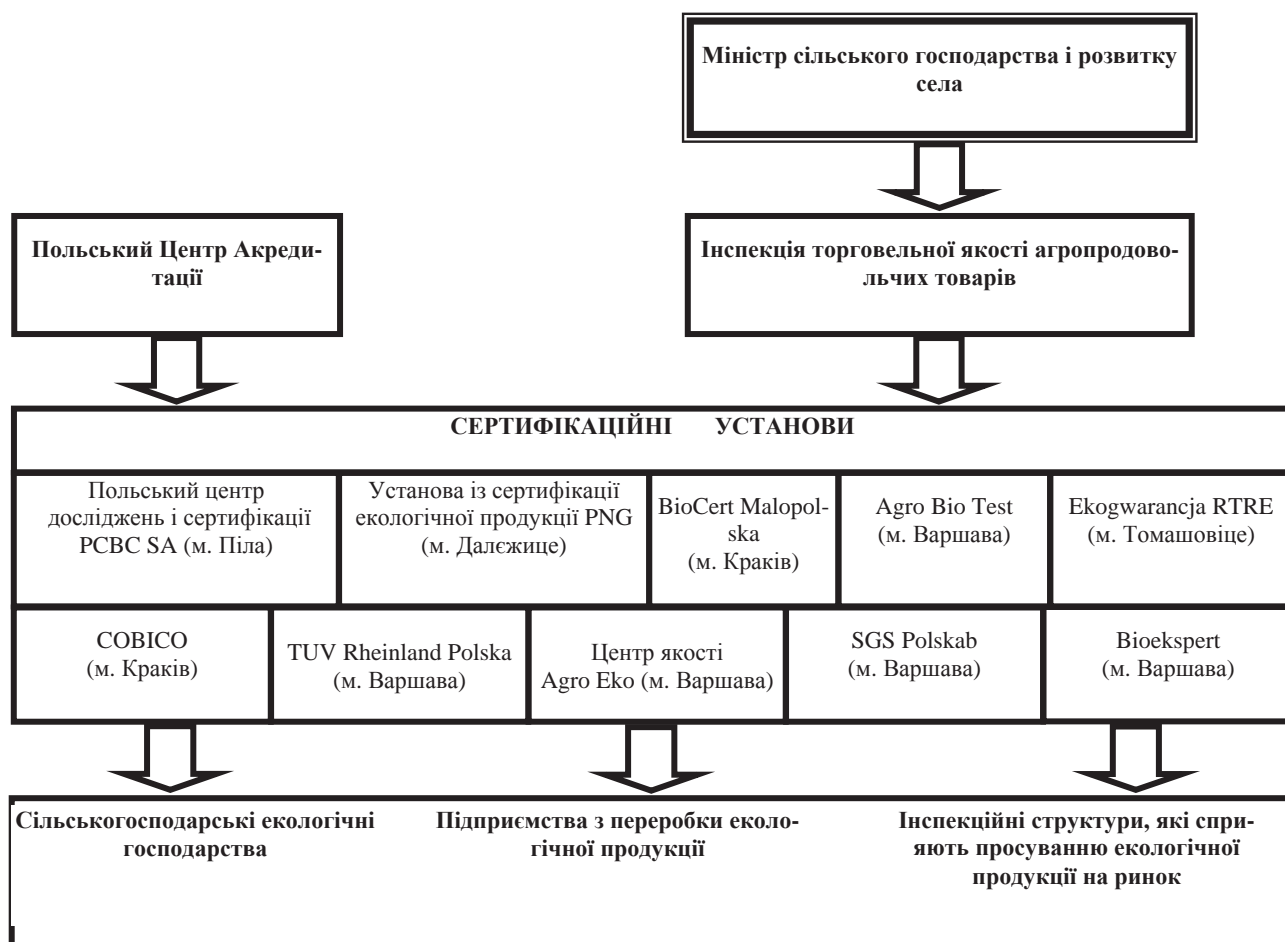 Міністр сільського господарства і розвитку
села
Польський Центр Акреди-
тації
Інспекція торговельної якості агропродово-
льчих товарів
СЕРТИФІКАЦІЙНІ УСТАНОВИ
Польський центр
досліджень і сертифікації
PCBC SA (м. Піла)
Установа із сертифікації
екологічної продукції PNG
(м. Далєжице)
BioCert Malopol-
ska
(м. Краків)
Agro Bio Test
(м. Варшава)
Ekogwarancja RTRE
(м. Томашовіце)
COBICO
(м. Краків)
TUV Rheinland Polska
(м. Варшава)
Центр якості
Agro Eko (м. Варшава)
SGS Polskab
(м. Варшава)
Bioekspert
(м. Варшава)
Сільськогосподарські екологічні
господарства
Підприємства з переробки еколо-
гічної продукції
Інспекційні структури, які спри-
яють просуванню екологічної
продукції на ринок